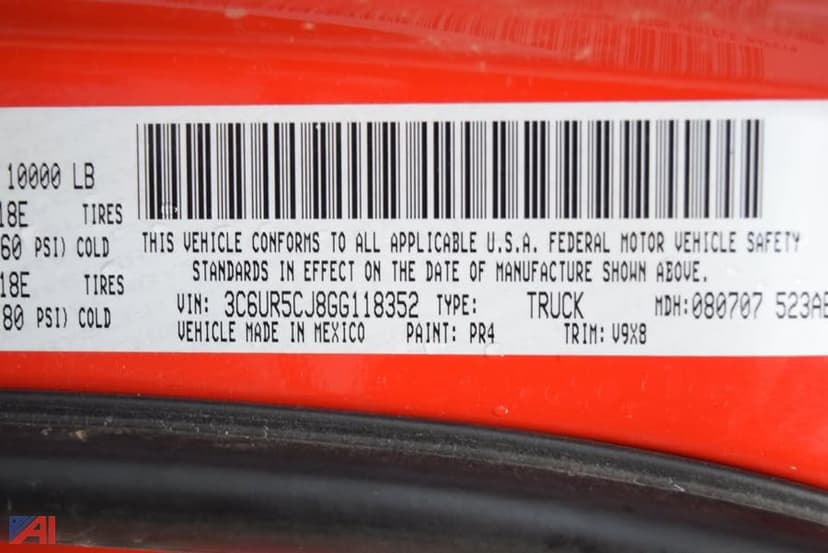 10000 LB
18E TIRES
60 PSI) COLD
18E TIRES
80 PSI) COLD
THIS VEHICLE CONFORMS TO ALL APPLICABLE U.S.A. FEDERAL MOTOR VEHICLE SAFETY
STANDARDS IN EFFECT ON THE DATE OF MANUFACTURE SHOWN ABOVE.
VIN: 3C6UR5CJ8GG118352 TYPE: TRUCK MDH:080707 523AE
VEHICLE MADE IN MEXICO PAINT: PR4 TRIM: V9X8
AI